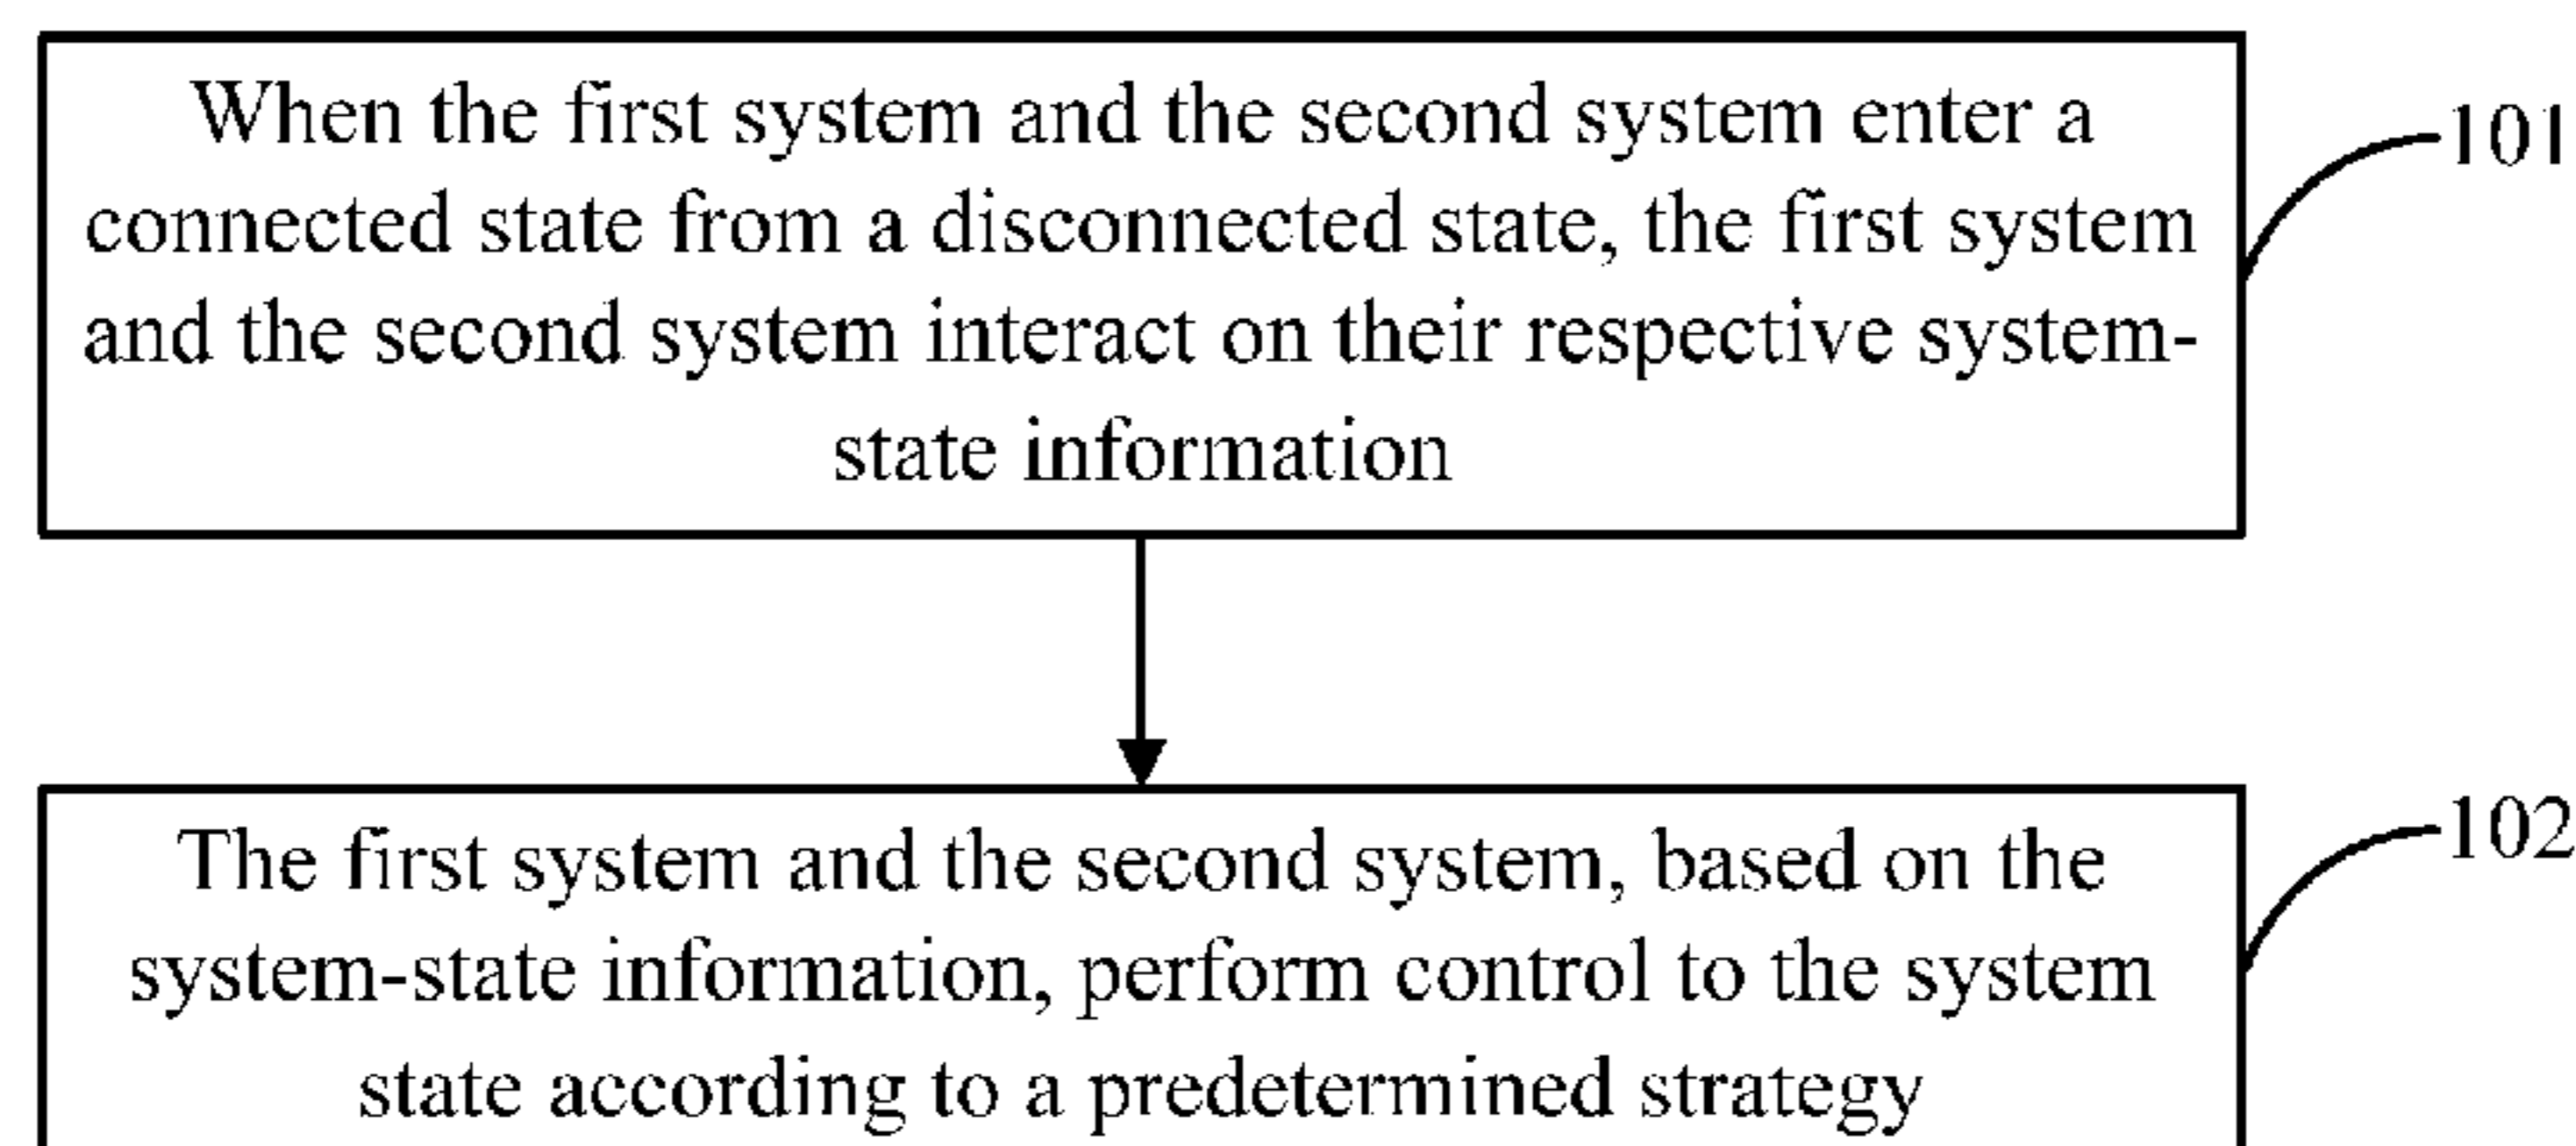 When the first system and the second system enter a
connected state from a disconnected state, the first system
and the second system interact on their respective system-
state information
101
The first system and the second system, based on the
system-state information, perform control to the system
state according to a predetermined strategy
102